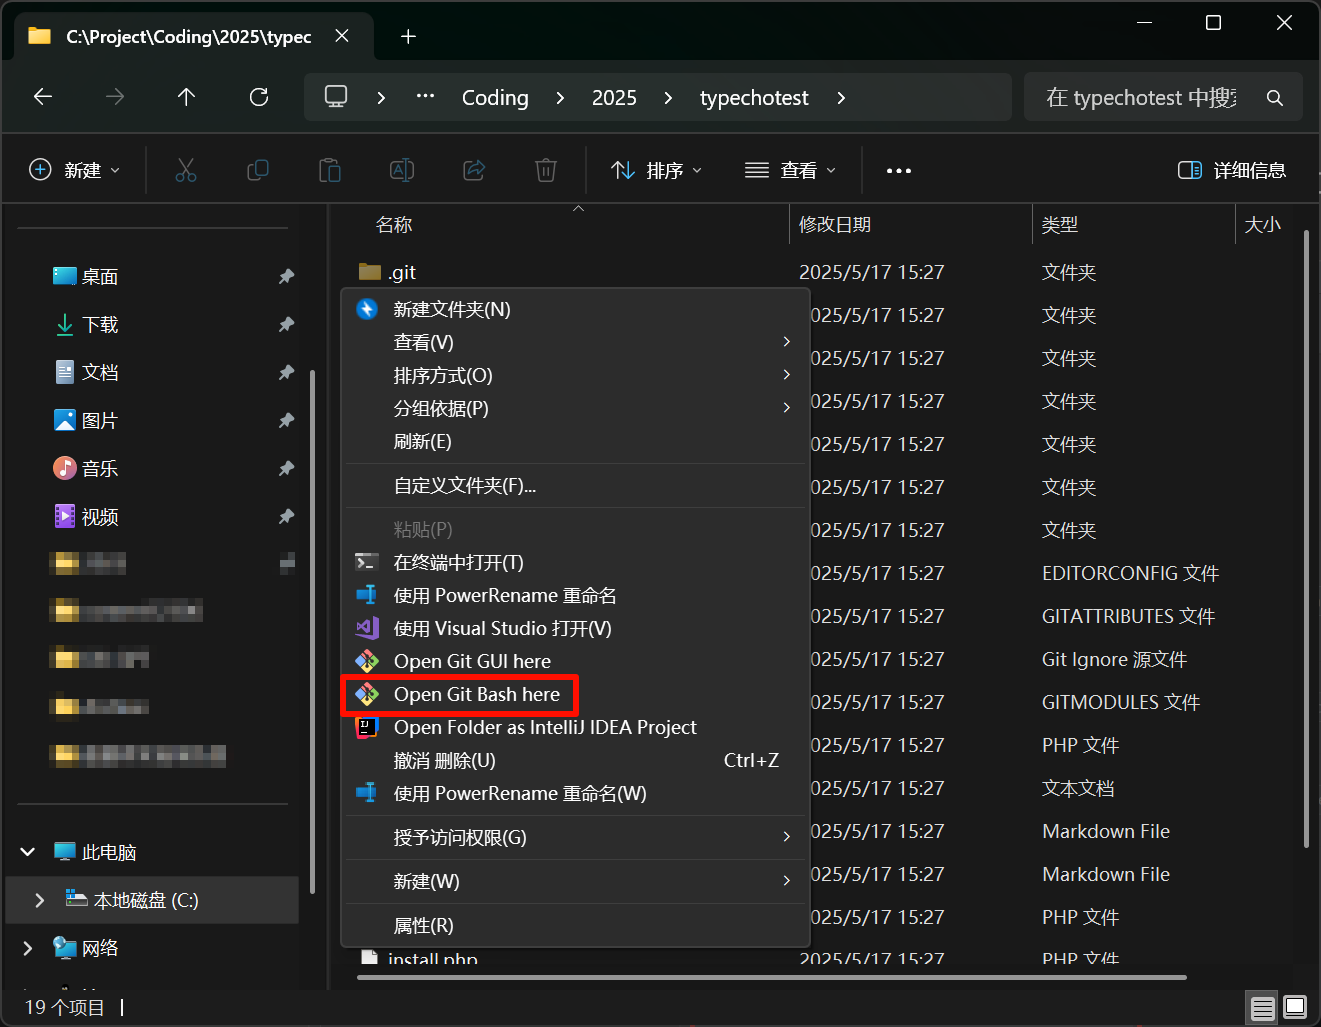 C:\Project\Coding\2025\typec
Coding
2025
typechotest
在 typechotest 中搜
新建
排序
查看
详细信息
名称
修改日期
类型
大小
.git
2025/5/17 15:27
文件夹
桌面
下载
文档
图片
音乐
视频
此电脑
本地磁盘 (C:)
网络
新建文件夹(N)
查看(V)
排序方式(O)
分组依据(P)
刷新(E)
自定义文件夹(F)...
粘贴(P)
在终端中打开(T)
使用 PowerRename 重命名
使用 Visual Studio 打开(V)
Open Git GUI here
Open Git Bash here
Open Folder as IntelliJ IDEA Project
撤消 删除(U) Ctrl+Z
使用 PowerRename 重命名(W)
授予访问权限(G)
新建(W)
属性(R)
025/5/17 15:27 文件夹
025/5/17 15:27 文件夹
025/5/17 15:27 文件夹
025/5/17 15:27 文件夹
025/5/17 15:27 文件夹
025/5/17 15:27 文件夹
025/5/17 15:27 EDITORCONFIG 文件
025/5/17 15:27 GITATTRIBUTES 文件
025/5/17 15:27 Git Ignore 源文件
025/5/17 15:27 GITMODULES 文件
025/5/17 15:27 PHP 文件
025/5/17 15:27 文本文档
025/5/17 15:27 Markdown File
025/5/17 15:27 Markdown File
025/5/17 15:27 PHP 文件
install.php 2025/5/17 15:27 PHP 文件
19 个项目